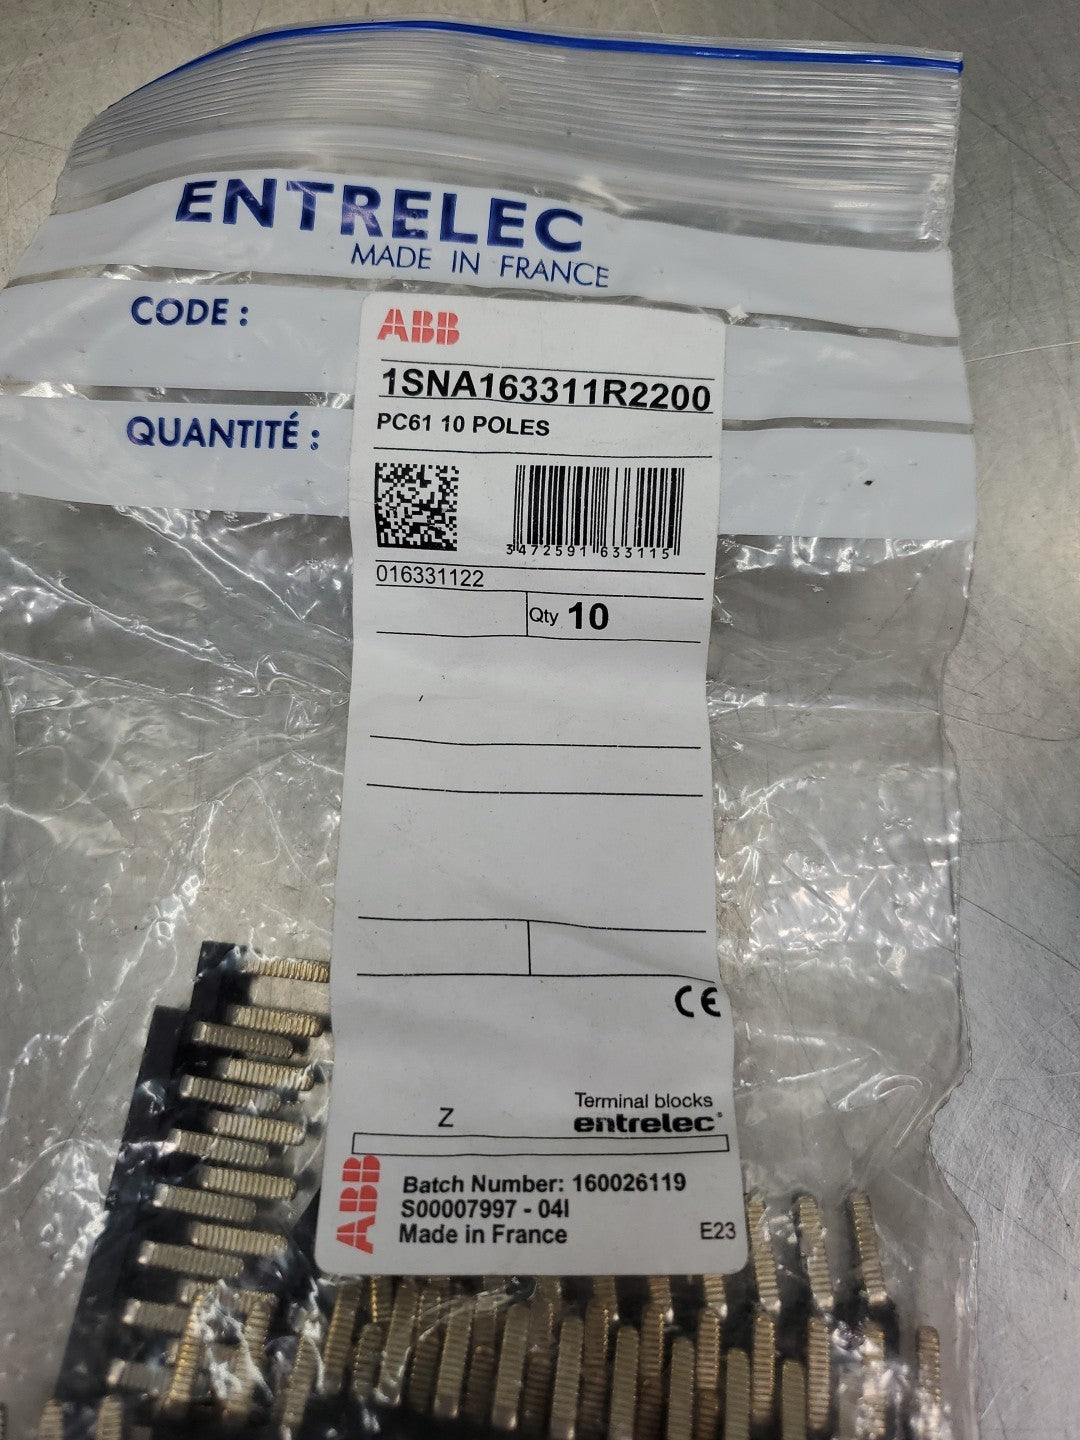 ENTRELEC
MADE IN FRANCE
CODE :
QUANTITÉ :
ABB
1SNA163311R2200
PC61 10 POLES
3472591633115
016331122
Qty 10
CE
Z
Terminal blocks
entrelec®
ABB
Batch Number: 160026119
S00007997 - 04I
Made in France
E23